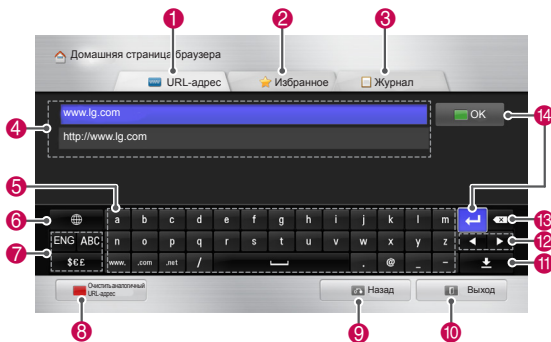 1 2 3
Домашняя страница браузера
URL-адрес Избранное Журнал
4 www.lg.com OK 14
http://www.lg.com
5
6 a b c d e f g h i j k l m 13
7 ENG ABC n o p q r s t u v w x y z 12
$€£ www. .com .net / . @ _ - 11
Очистить аналогичный
URL-адрес
Назад Выход
8 9 10